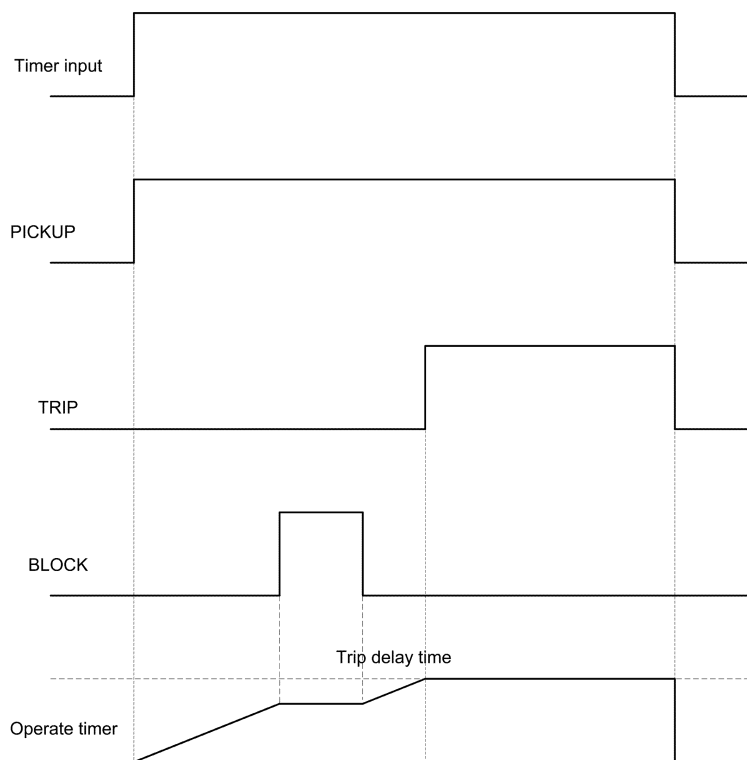 Timer input
PICKUP
TRIP
BLOCK
Trip delay time
Operate timer